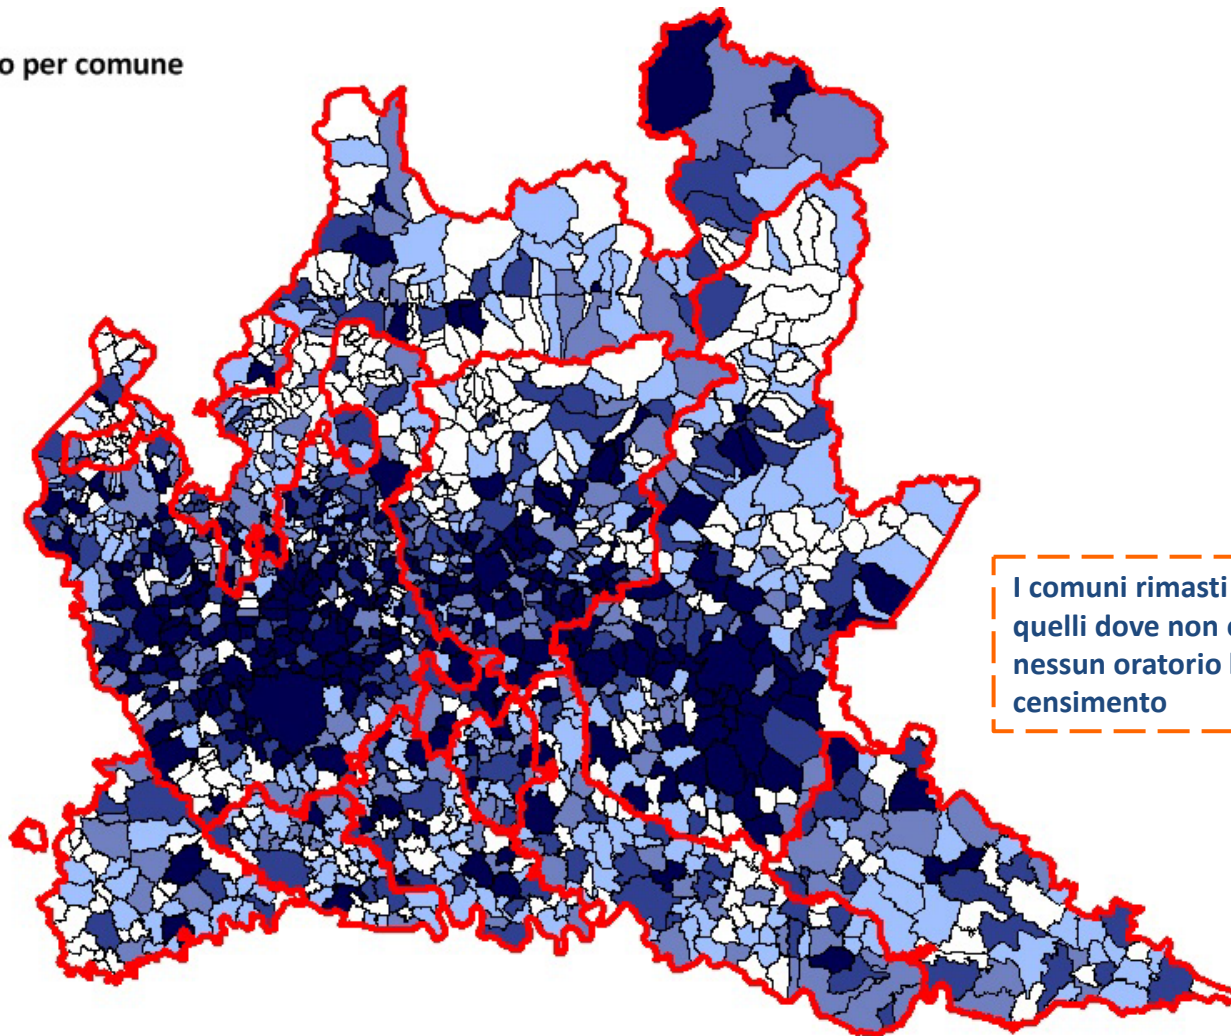 o per comune
I comuni rimasti
quelli dove non
nessun oratorio
censimento